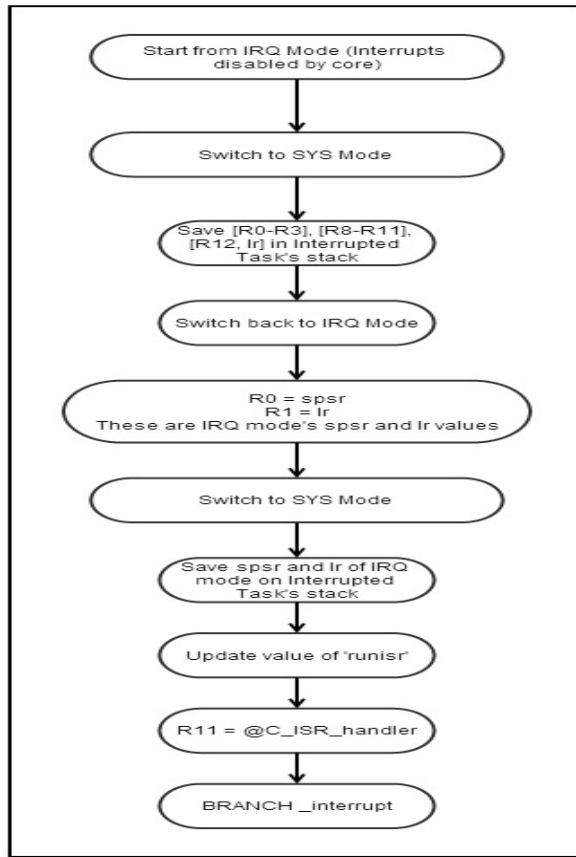 Start from IRQ Mode (Interrupts
disabled by core)
Switch to SYS Mode
Save [R0-R3], [R8-R11],
[R12, lr] in Interrupted
Task's stack
Switch back to IRQ Mode
R0 = spsr
R1 = lr
These are IRQ mode's spsr and lr values
Switch to SYS Mode
Save spsr and lr of IRQ
mode on Interrupted
Task's stack
Update value of 'runisr'
R11 = @C_ISR_handler
BRANCH _interrupt